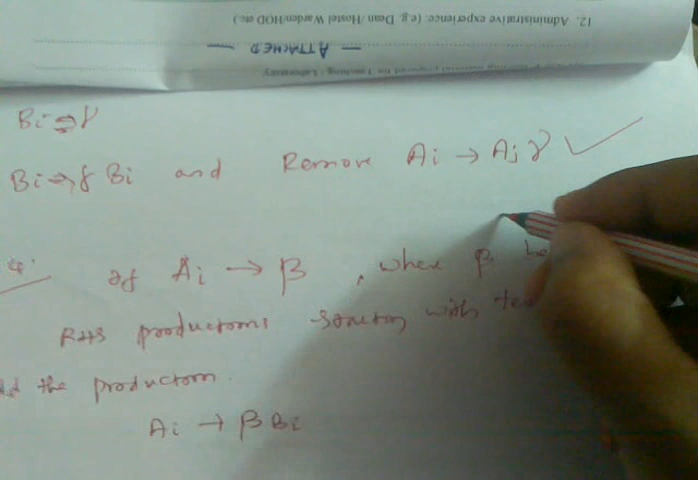 12. Administrative experience. (e.g. Dean /Hostel Warden/HOD etc.)
— ATTACHED —
Bi → γ
Bi → γ Bi and Remove Ai → Aj γ ✓
4. If Ai → β , where β
RHS productions starting with
the production.
Ai → β Bi